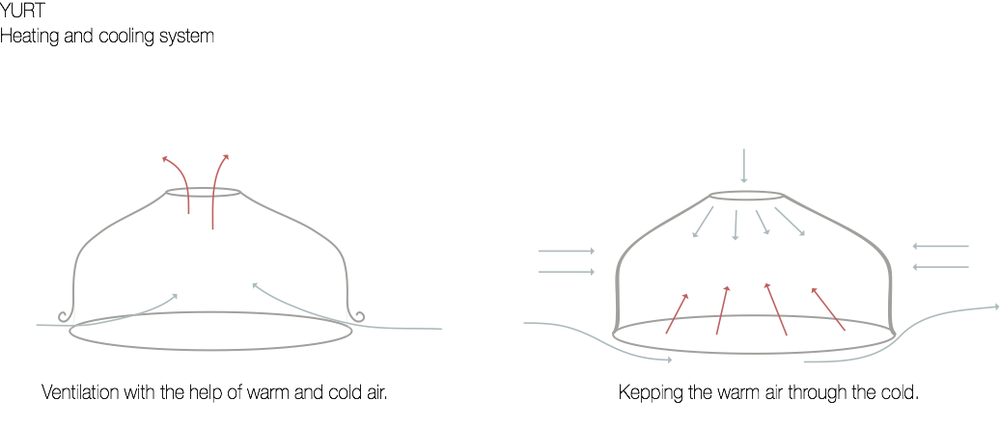 YURT
Heating and cooling system
Ventilation with the help of warm and cold air.
Kepping the warm air through the cold.